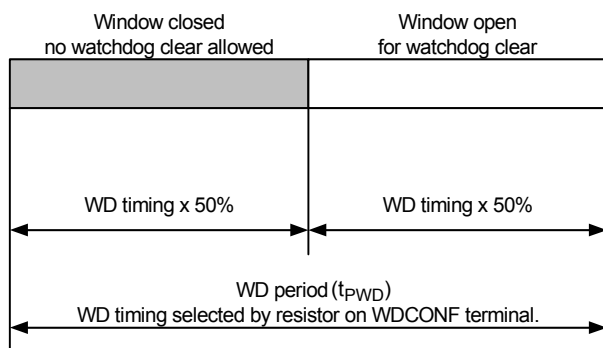 Window closed
no watchdog clear allowed
Window open
for watchdog clear
WD timing x 50%
WD timing x 50%
WD period (tPWD)
WD timing selected by resistor on WDCONF terminal.